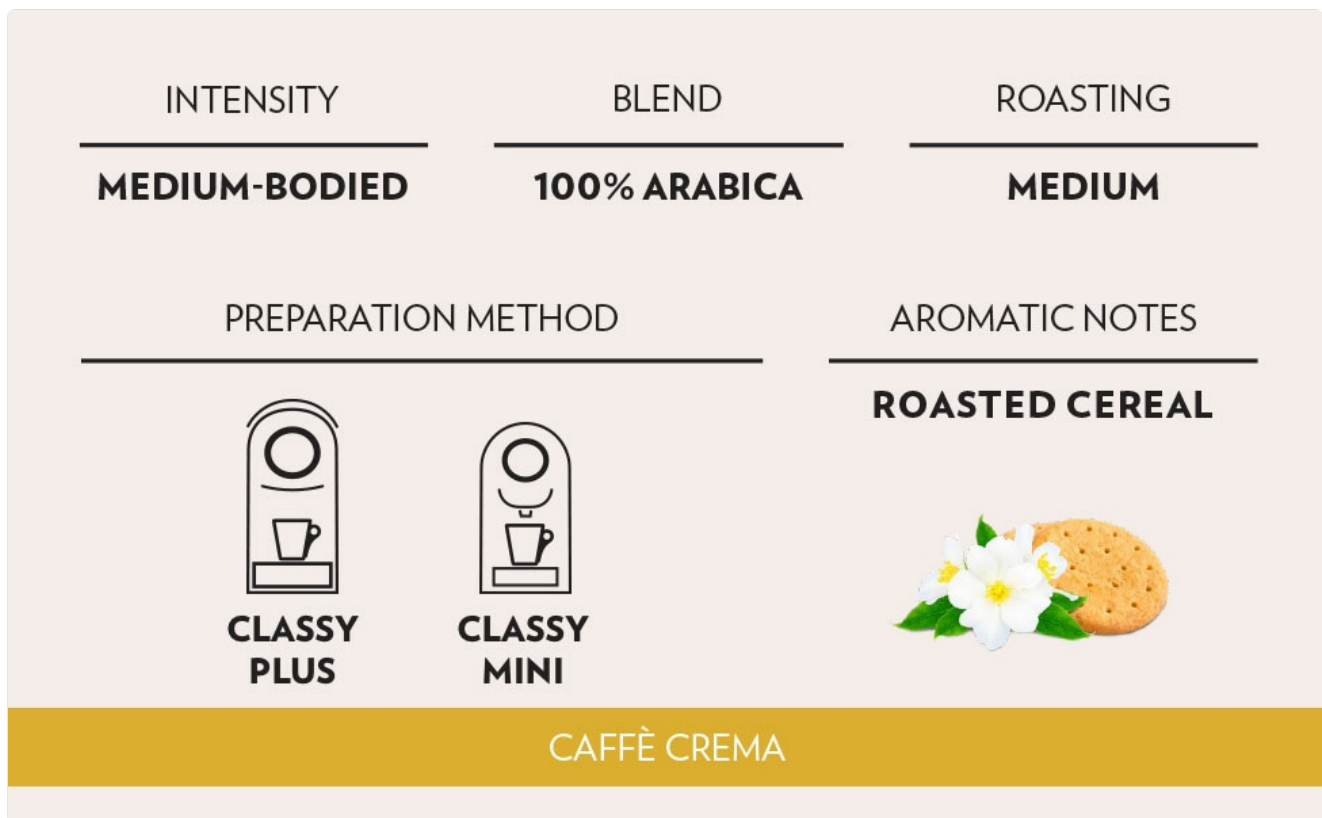 INTENSITY
BLEND
ROASTING
MEDIUM-BODIED
100% ARABICA
MEDIUM
PREPARATION METHOD
AROMATIC NOTES
ROASTED CEREAL
CLASSY
PLUS
CLASSY
MINI
CAFFÈ CREMA